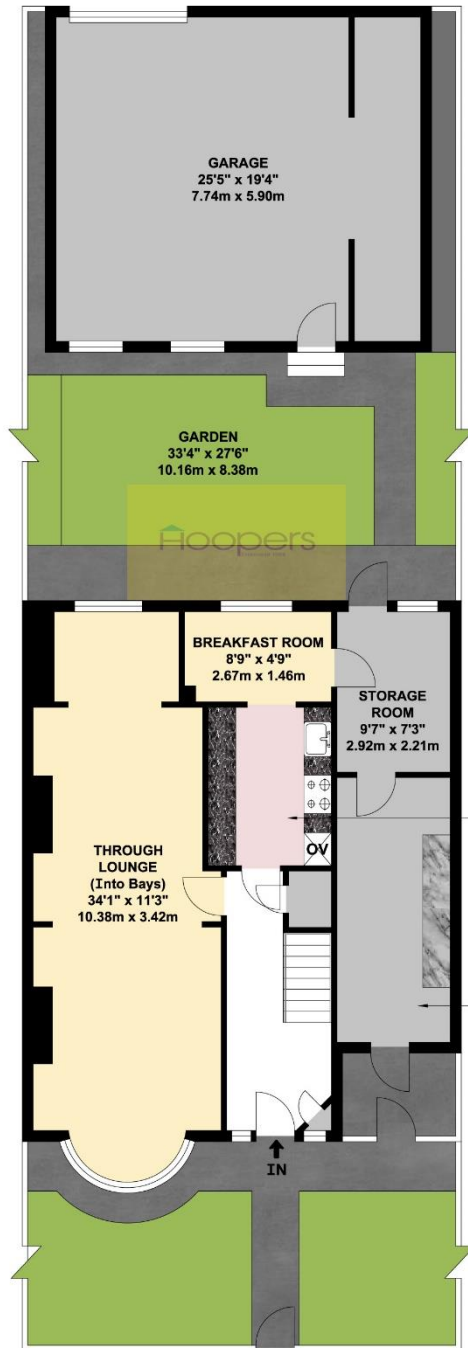 GARAGE
25'5" x 19'4"
7.74m x 5.90m
GARDEN
33'4" x 27'6"
10.16m x 8.38m
Hoopers
BREAKFAST ROOM
8'9" x 4'9"
2.67m x 1.46m
STORAGE
ROOM
9'7" x 7'3"
2.92m x 2.21m
OV
THROUGH
LOUNGE
(Into Bays)
34'1" x 11'3"
10.38m x 3.42m
IN